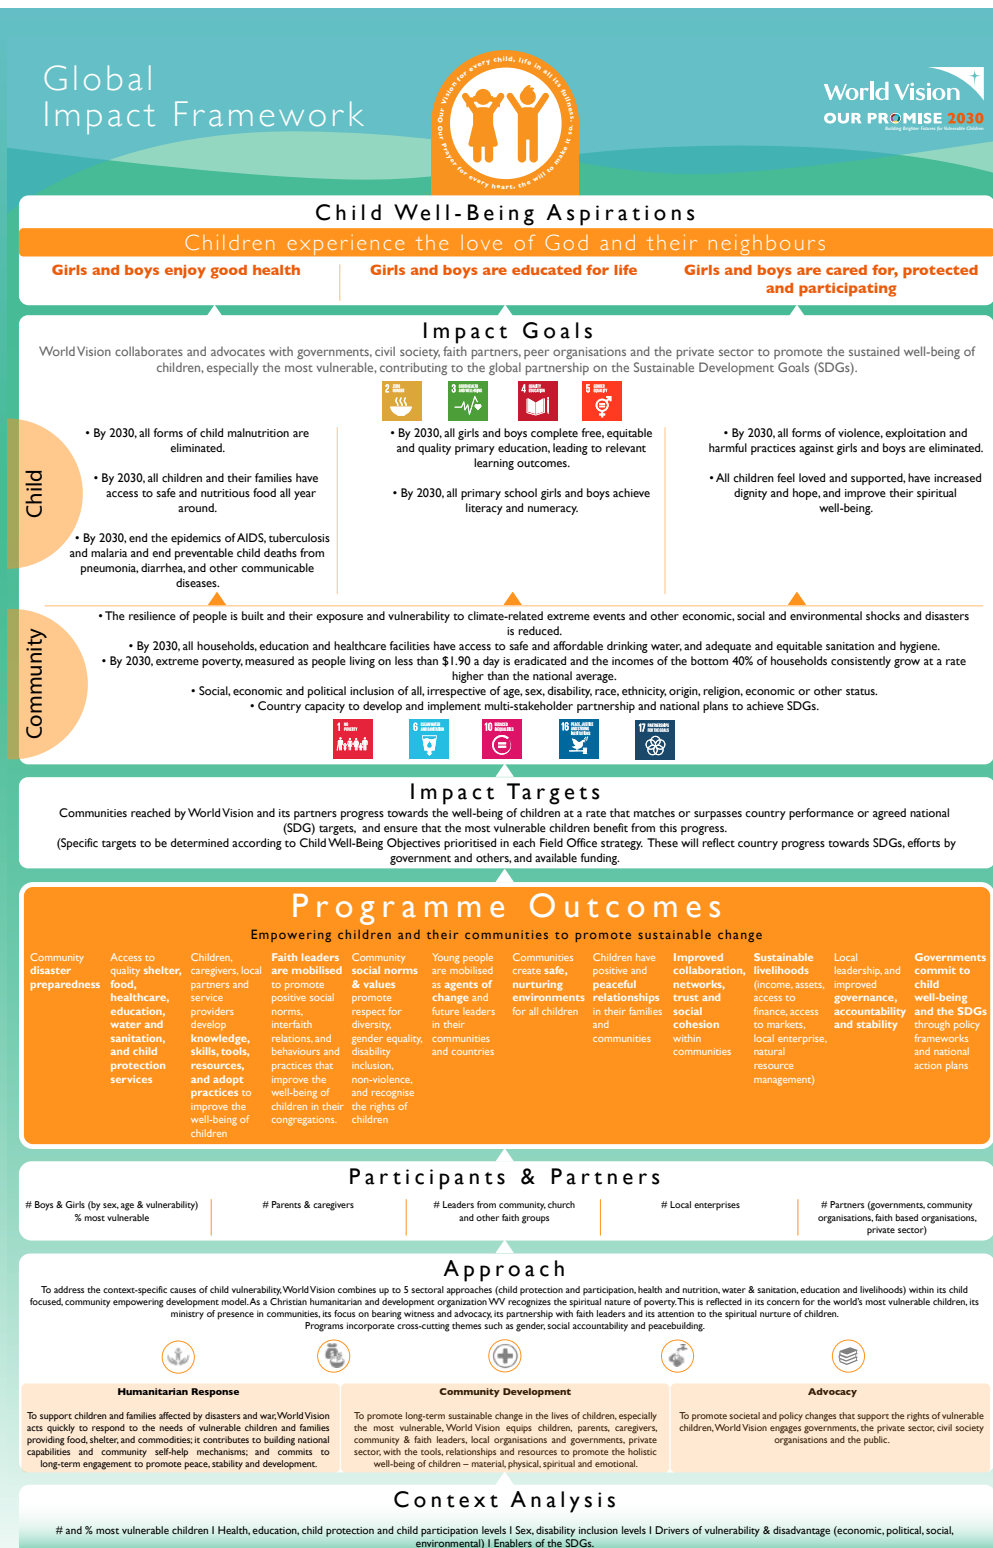 Global
Impact Framework
Our Vision for every child, life in all its fullness,
Our Prayer for every heart, the will to make it so.
World Vision
OUR PROMISE 2030
Building Brighter Futures for Vulnerable Children
Child Well-Being Aspirations
Children experience the love of God and their neighbours
Girls and boys enjoy good health
Girls and boys are educated for life
Girls and boys are cared for, protected
and participating
Impact Goals
World Vision collaborates and advocates with governments, civil society, faith partners, peer organisations and the private sector to promote the sustained well-being of
children, especially the most vulnerable, contributing to the global partnership on the Sustainable Development Goals (SDGs).
2 ZERO
HUNGER
3 GOOD HEALTH
AND WELL-BEING
4 QUALITY
EDUCATION
5 GENDER
EQUALITY
Child
• By 2030, all forms of child malnutrition are
eliminated.
• By 2030, all children and their families have
access to safe and nutritious food all year
around.
• By 2030, end the epidemics of AIDS, tuberculosis
and malaria and end preventable child deaths from
pneumonia, diarrhea, and other communicable
diseases.
• By 2030, all girls and boys complete free, equitable
and quality primary education, leading to relevant
learning outcomes.
• By 2030, all primary school girls and boys achieve
literacy and numeracy.
• By 2030, all forms of violence, exploitation and
harmful practices against girls and boys are eliminated.
• All children feel loved and supported, have increased
dignity and hope, and improve their spiritual
well-being.
Community
• The resilience of people is built and their exposure and vulnerability to climate-related extreme events and other economic, social and environmental shocks and disasters
is reduced.
• By 2030, all households, education and healthcare facilities have access to safe and affordable drinking water, and adequate and equitable sanitation and hygiene.
• By 2030, extreme poverty, measured as people living on less than $1.90 a day is eradicated and the incomes of the bottom 40% of households consistently grow at a rate
higher than the national average.
• Social, economic and political inclusion of all, irrespective of age, sex, disability, race, ethnicity, origin, religion, economic or other status.
• Country capacity to develop and implement multi-stakeholder partnership and national plans to achieve SDGs.
1 NO
POVERTY
6 CLEAN WATER
AND SANITATION
10 REDUCED
INEQUALITIES
16 PEACE, JUSTICE
AND STRONG
INSTITUTIONS
17 PARTNERSHIPS
FOR THE GOALS
Impact Targets
Communities reached by World Vision and its partners progress towards the well-being of children at a rate that matches or surpasses country performance or agreed national
(SDG) targets, and ensure that the most vulnerable children benefit from this progress.
(Specific targets to be determined according to Child Well-Being Objectives prioritised in each Field Office strategy. These will reflect country progress towards SDGs, efforts by
government and others, and available funding.
Programme Outcomes
Empowering children and their communities to promote sustainable change
Community
disaster
preparedness
Access to
quality shelter,
food,
healthcare,
education,
water and
sanitation,
and child
protection
services
Children,
caregivers, local
partners and
service
providers
develop
knowledge,
skills, tools,
resources,
and adopt
practices to
improve the
well-being of
children
Faith leaders
are mobilised
to promote
positive social
norms,
interfaith
relations, and
behaviours and
practices that
improve the
well-being of
children in their
congregations.
Community
social norms
& values
promote
respect for
diversity,
gender equality,
disability
inclusion,
non-violence,
and recognise
the rights of
children
Young people
are mobilised
as agents of
change and
future leaders
in their
communities
and countries
Communities
create safe,
nurturing
environments
for all children
Children have
positive and
peaceful
relationships
in their families
and
communities
Improved
collaboration,
networks,
trust and
social
cohesion
within
communities
Sustainable
livelihoods
(income, assets,
access to
finance, access
to markets,
local enterprise,
natural
resource
management)
Local
leadership, and
improved
governance,
accountability
and stability
Governments
commit to
child
well-being
and the SDGs
through policy
frameworks
and national
action plans
Participants & Partners
# Boys & Girls (by sex, age & vulnerability)
% most vulnerable
# Parents & caregivers
# Leaders from community, church
and other faith groups
# Local enterprises
# Partners (governments, community
organisations, faith based organisations,
private sector)
Approach
To address the context-specific causes of child vulnerability, World Vision combines up to 5 sectoral approaches (child protection and participation, health and nutrition, water & sanitation, education and livelihoods) within its child
focused, community empowering development model. As a Christian humanitarian and development organization WV recognizes the spiritual nature of poverty. This is reflected in its concern for the world's most vulnerable children, its
ministry of presence in communities, its focus on bearing witness and advocacy, its partnership with faith leaders and its attention to the spiritual nurture of children.
Programs incorporate cross-cutting themes such as gender, social accountability and peacebuilding.
Humanitarian Response
To support children and families affected by disasters and war, World Vision
acts quickly to respond to the needs of vulnerable children and families
providing food, shelter, and commodities; it contributes to building national
capabilities and community self-help mechanisms; and commits to
long-term engagement to promote peace, stability and development.
Community Development
To promote long-term sustainable change in the lives of children, especially
the most vulnerable, World Vision equips children, parents, caregivers,
community & faith leaders, local organisations and governments, private
sector, with the tools, relationships and resources to promote the holistic
well-being of children – material, physical, spiritual and emotional.
Advocacy
To promote societal and policy changes that support the rights of vulnerable
children, World Vision engages governments, the private sector, civil society
organisations and the public.
Context Analysis
# and % most vulnerable children I Health, education, child protection and child participation levels I Sex, disability inclusion levels I Drivers of vulnerability & disadvantage (economic, political, social,
environmental) I Enablers of the SDGs.